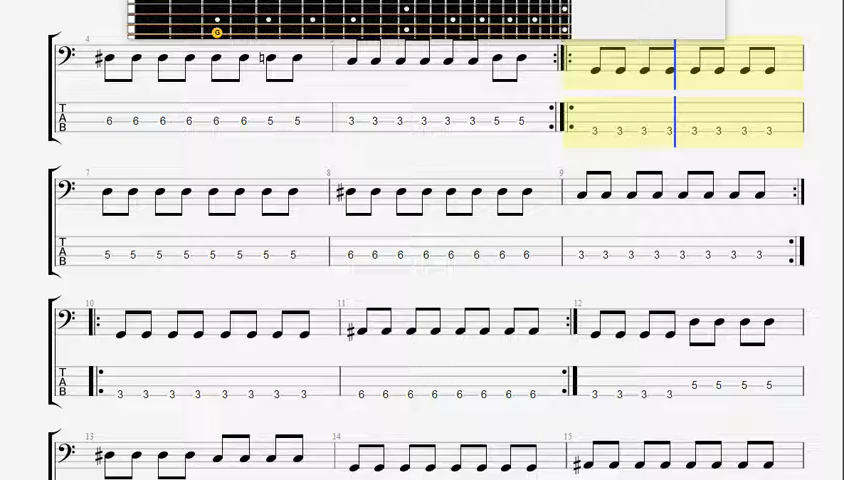 G
4
T 6 6 6 6 6 6 5 5 3 3 3 3 3 3 5 5 3 3 3 3 3 3 3 3
A
B
7 8 9
T
A 5 5 5 5 5 5 5 5 6 6 6 6 6 6 6 6 3 3 3 3 3 3 3 3
B
10 11 12
T
A 5 5 5 5
B 3 3 3 3 3 3 3 3 6 6 6 6 6 6 6 6 3 3 3 3
13 14 15